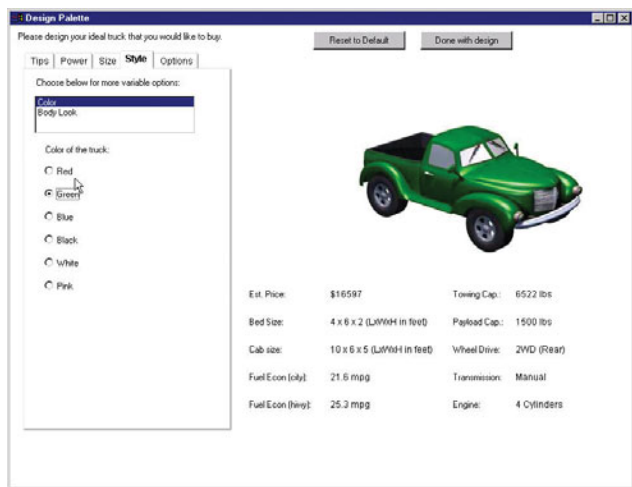 Design Palette
Please design your ideal truck that you would like to buy.
Reset to Default
Done with design
Tips Power Size Style Options
Choose below for more variable options:
Color
Body Look
Color of the truck:
Red
Green
Blue
Black
White
Pink
Est. Price: $16597 Towing Cap.: 6522 lbs
Bed Size: 4 x 6 x 2 (LxWxH in feet) Payload Cap.: 1500 lbs
Cab size: 10 x 6 x 5 (LxWxH in feet) Wheel Drive: 2WD (Rear)
Fuel Econ (city): 21.6 mpg Transmission: Manual
Fuel Econ (hiwy): 25.3 mpg Engine: 4 Cylinders